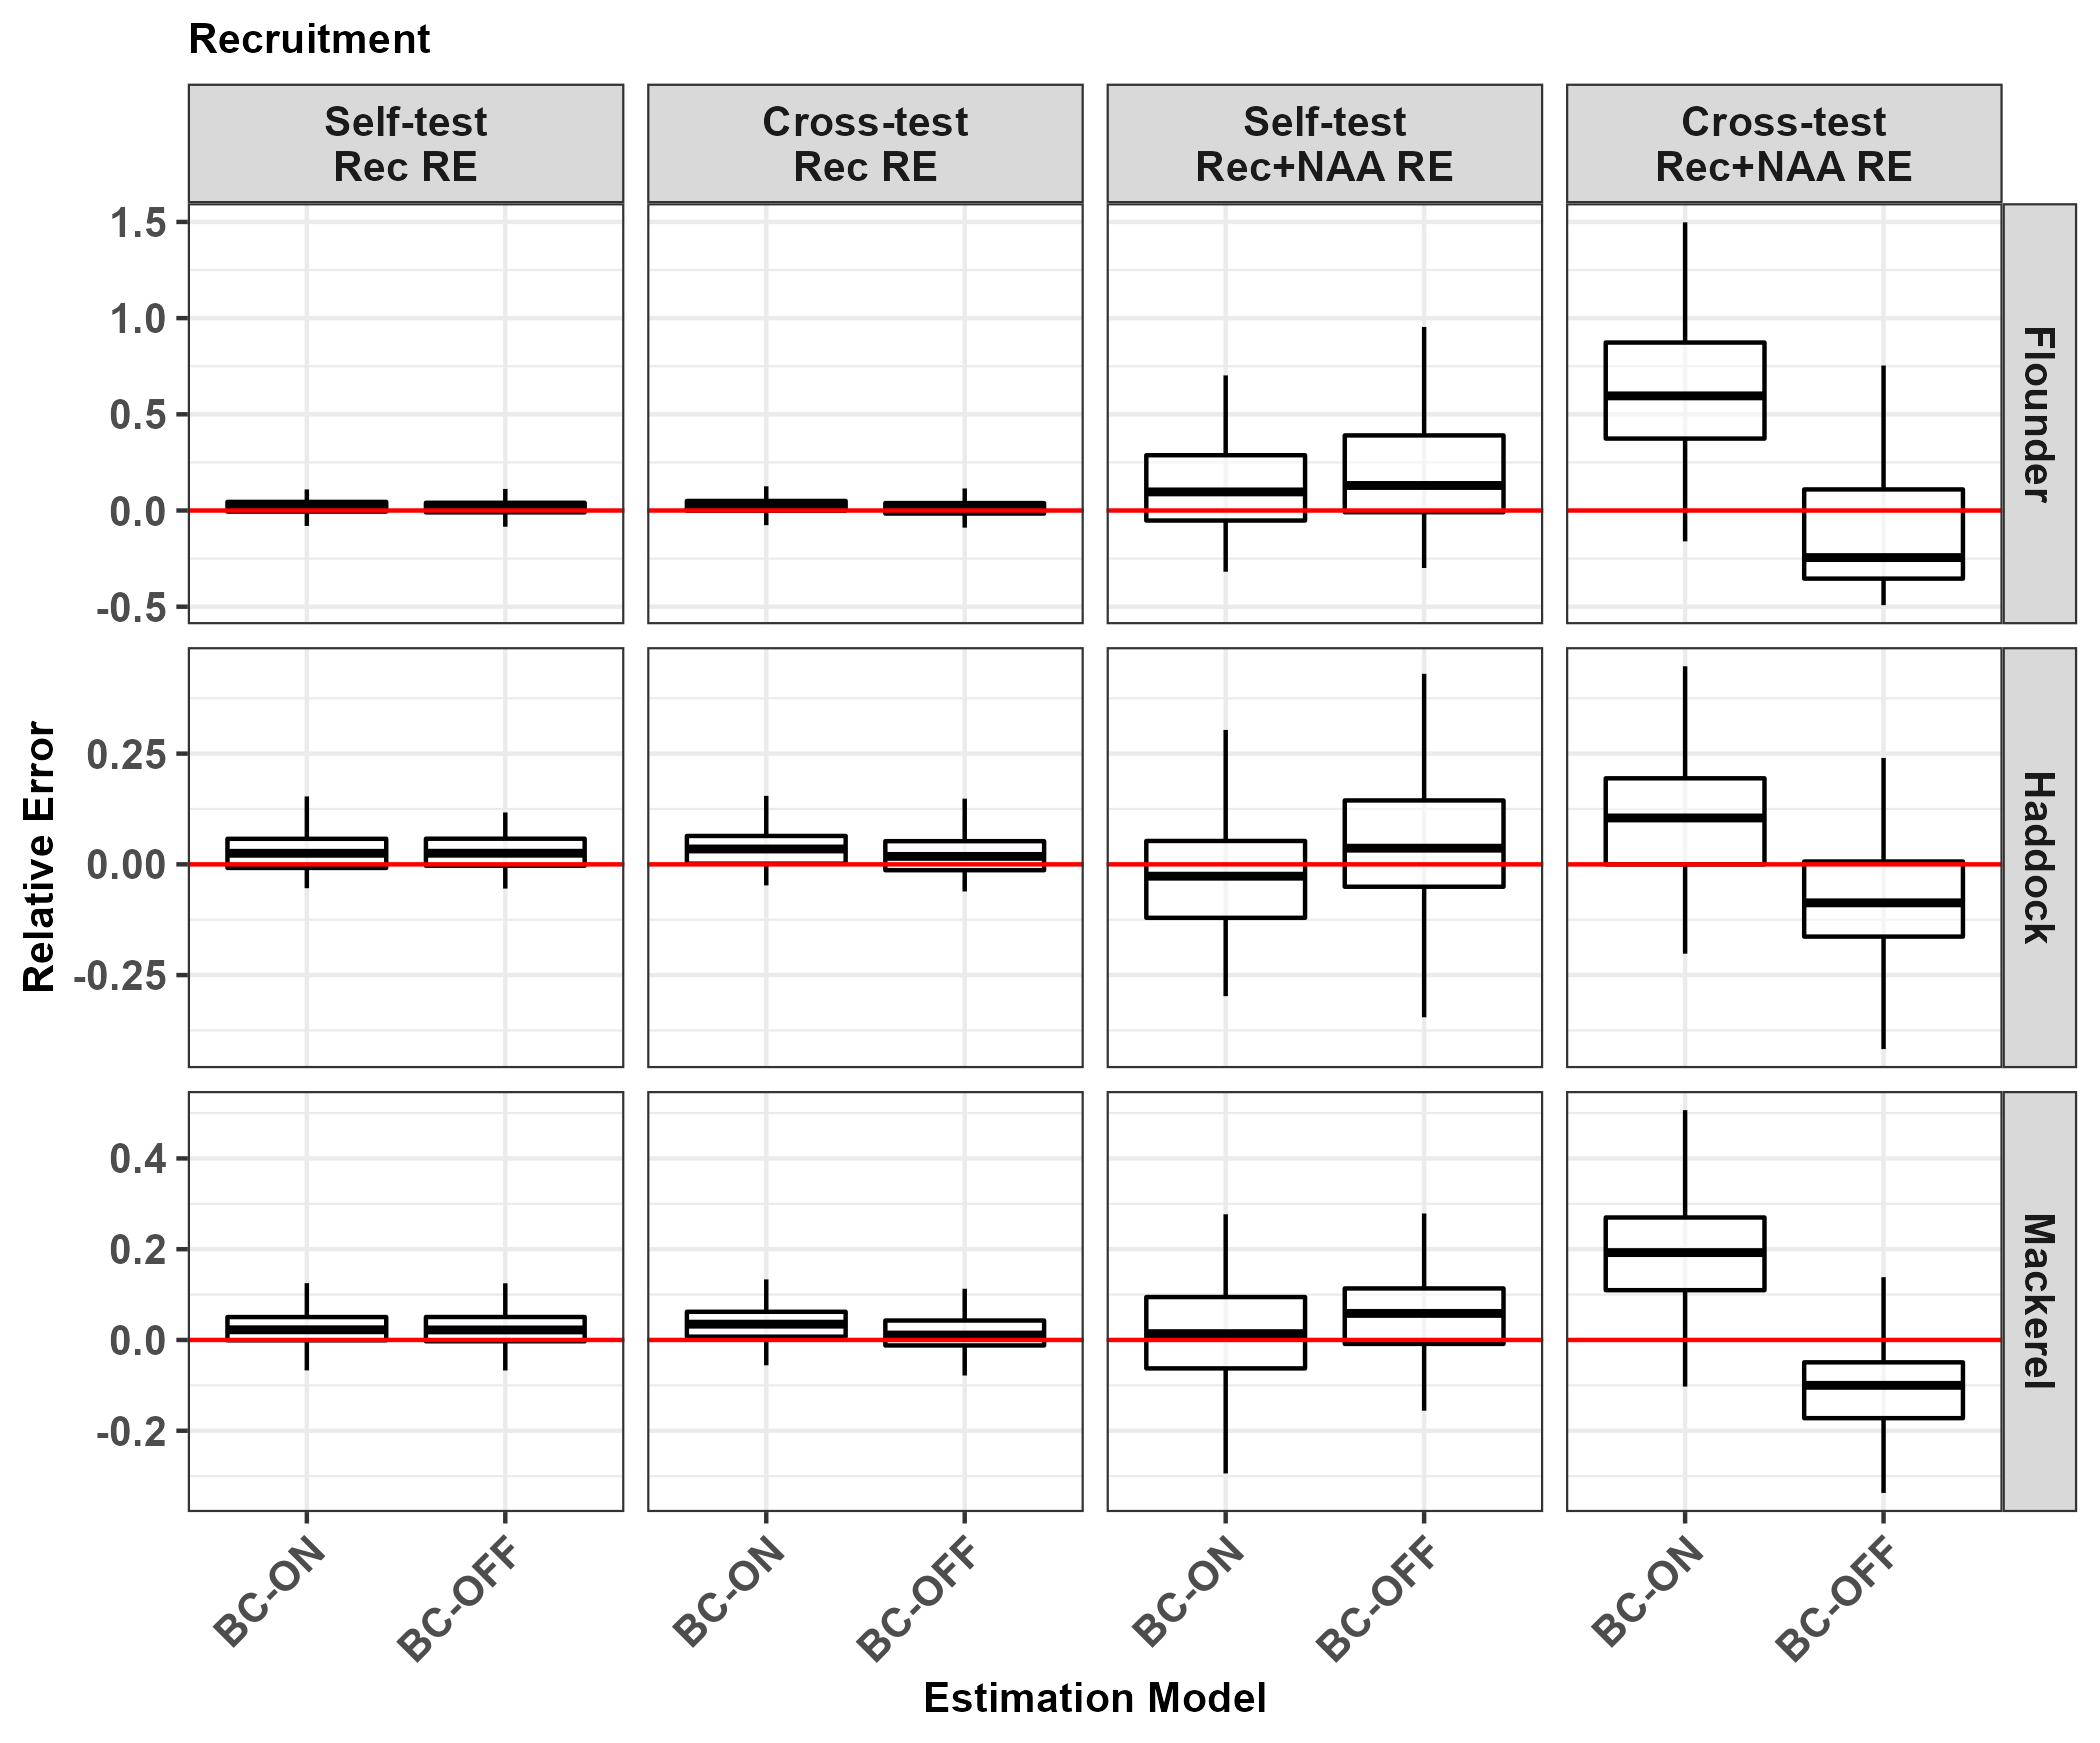 Recruitment
Self-test
Rec RE
Cross-test
Rec RE
Self-test
Rec+NAA RE
Cross-test
Rec+NAA RE
1.5
1.0
0.5
0.0
-0.5
Flounder
0.25
0.00
-0.25
Haddock
0.4
0.2
0.0
-0.2
Mackerel
Relative Error
BC-ON
BC-OFF
BC-ON
BC-OFF
BC-ON
BC-OFF
BC-ON
BC-OFF
Estimation Model